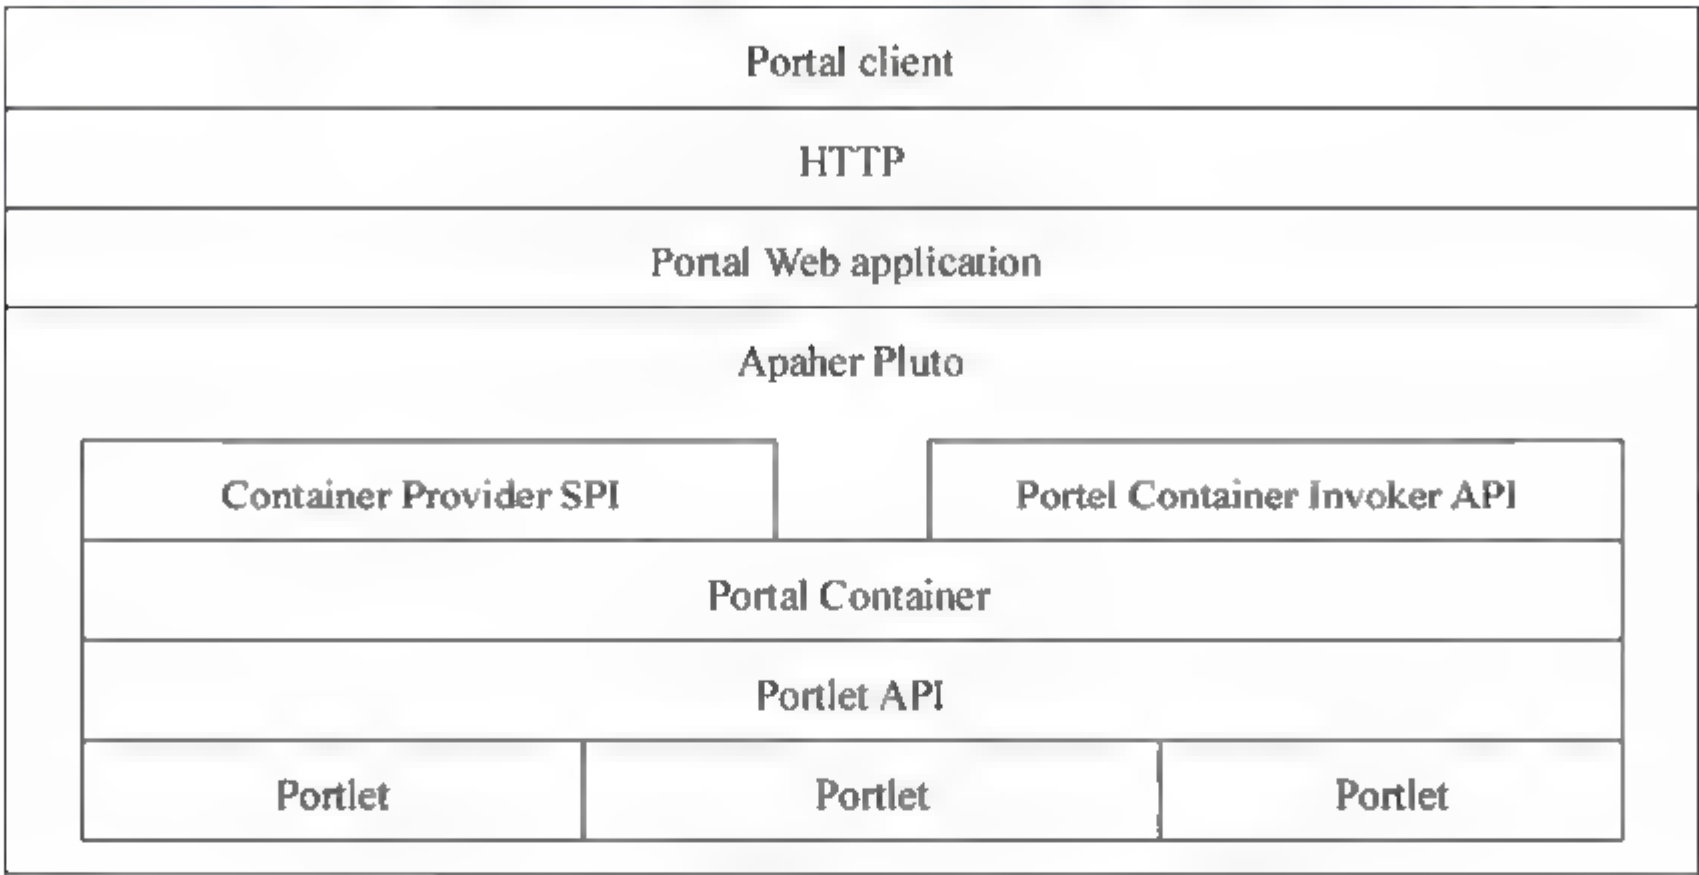 Portal client
HTTP
Portal Web application
Apaher Pluto
Container Provider SPI
Portel Container Invoker API
Portal Container
Portlet API
Portlet
Portlet
Portlet